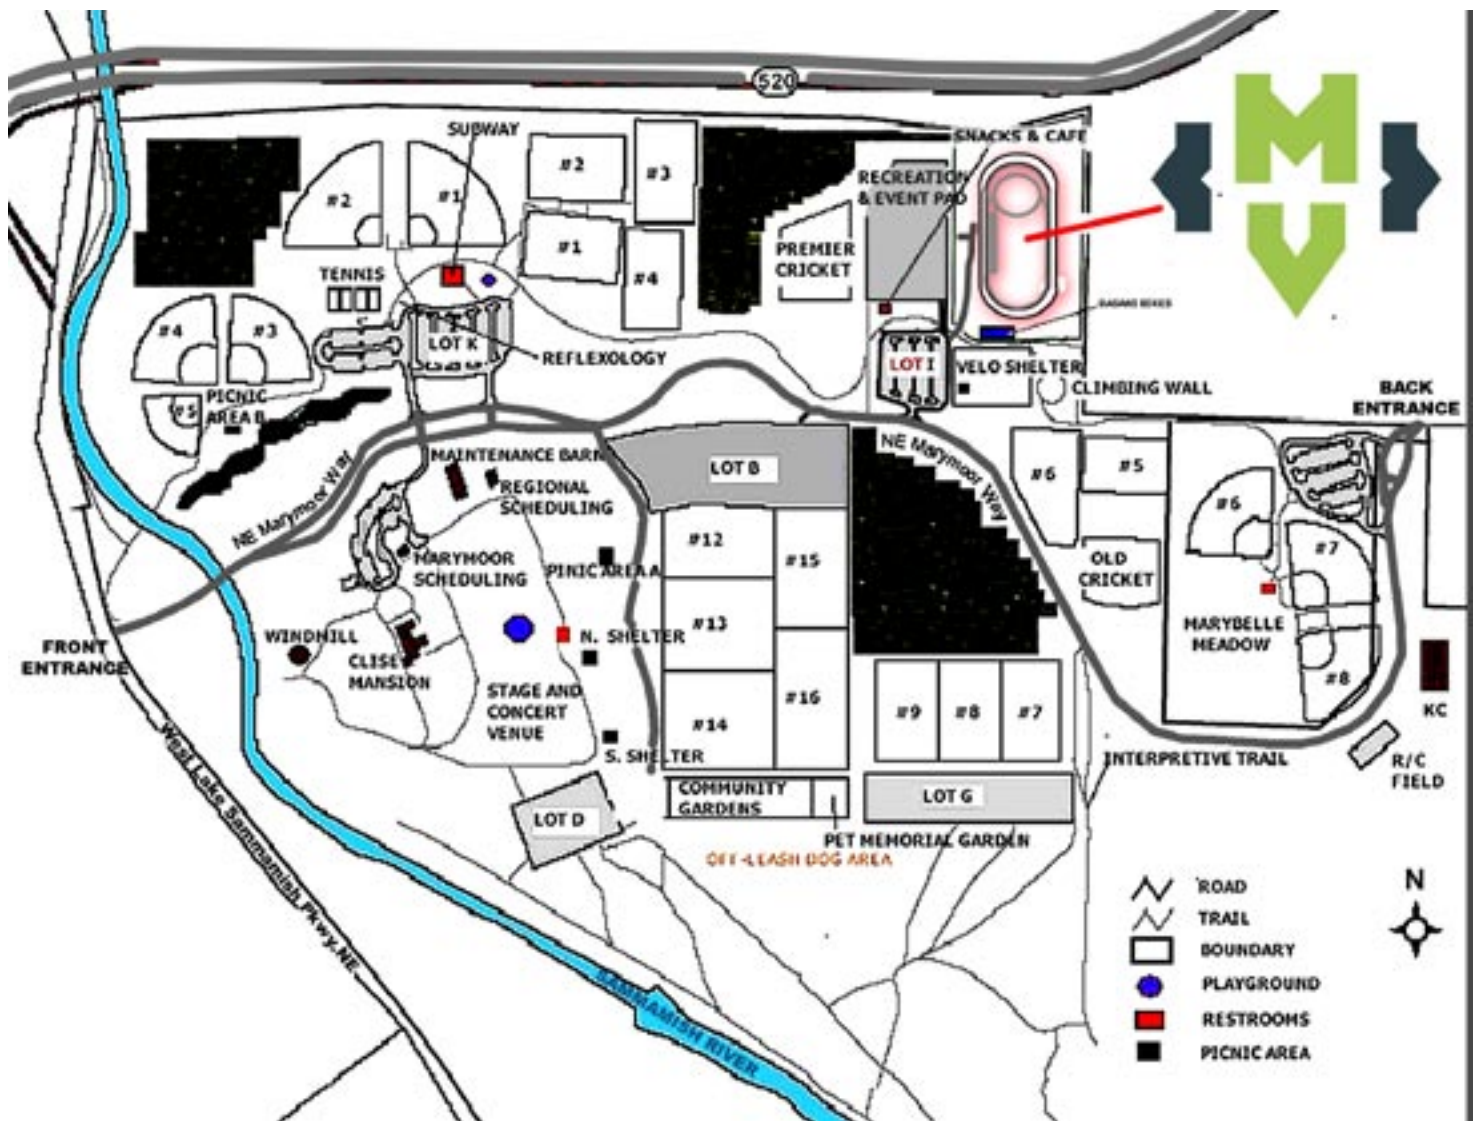 520
SUBWAY
SNACKS & CAFE
#2
#1
#2
#3
RECREATION
& EVENT PAD
#1
#4
PREMIER
CRICKET
TENNIS
#4
#3
LOT K
REFLEXOLOGY
LOT I
VELO SHELTER
CLIMBING WALL
BACK
ENTRANCE
#5
PICNIC
AREA B
NE Marymoor Way
MAINTENANCE BARN
REGIONAL
SCHEDULING
LOT B
NE Marymoor Way
#6
#5
#6
#7
#12
#15
MARYMOOR
SCHEDULING
PINIC AREA A
OLD
CRICKET
#13
N. SHELTER
MARYBELLE
MEADOW
WINDMILL
FRONT
ENTRANCE
CLISE
MANSION
STAGE AND
CONCERT
VENUE
#14
#16
#9
#8
#7
#8
KC
S. SHELTER
INTERPRETIVE TRAIL
R/C
FIELD
COMMUNITY
GARDENS
LOT G
LOT D
PET MEMORIAL GARDEN
OFF-LEASH DOG AREA
West Lake Sammamish Pkwy NE
SAMMAMISH RIVER
N
ROAD
TRAIL
BOUNDARY
PLAYGROUND
RESTROOMS
PICNIC AREA
MV